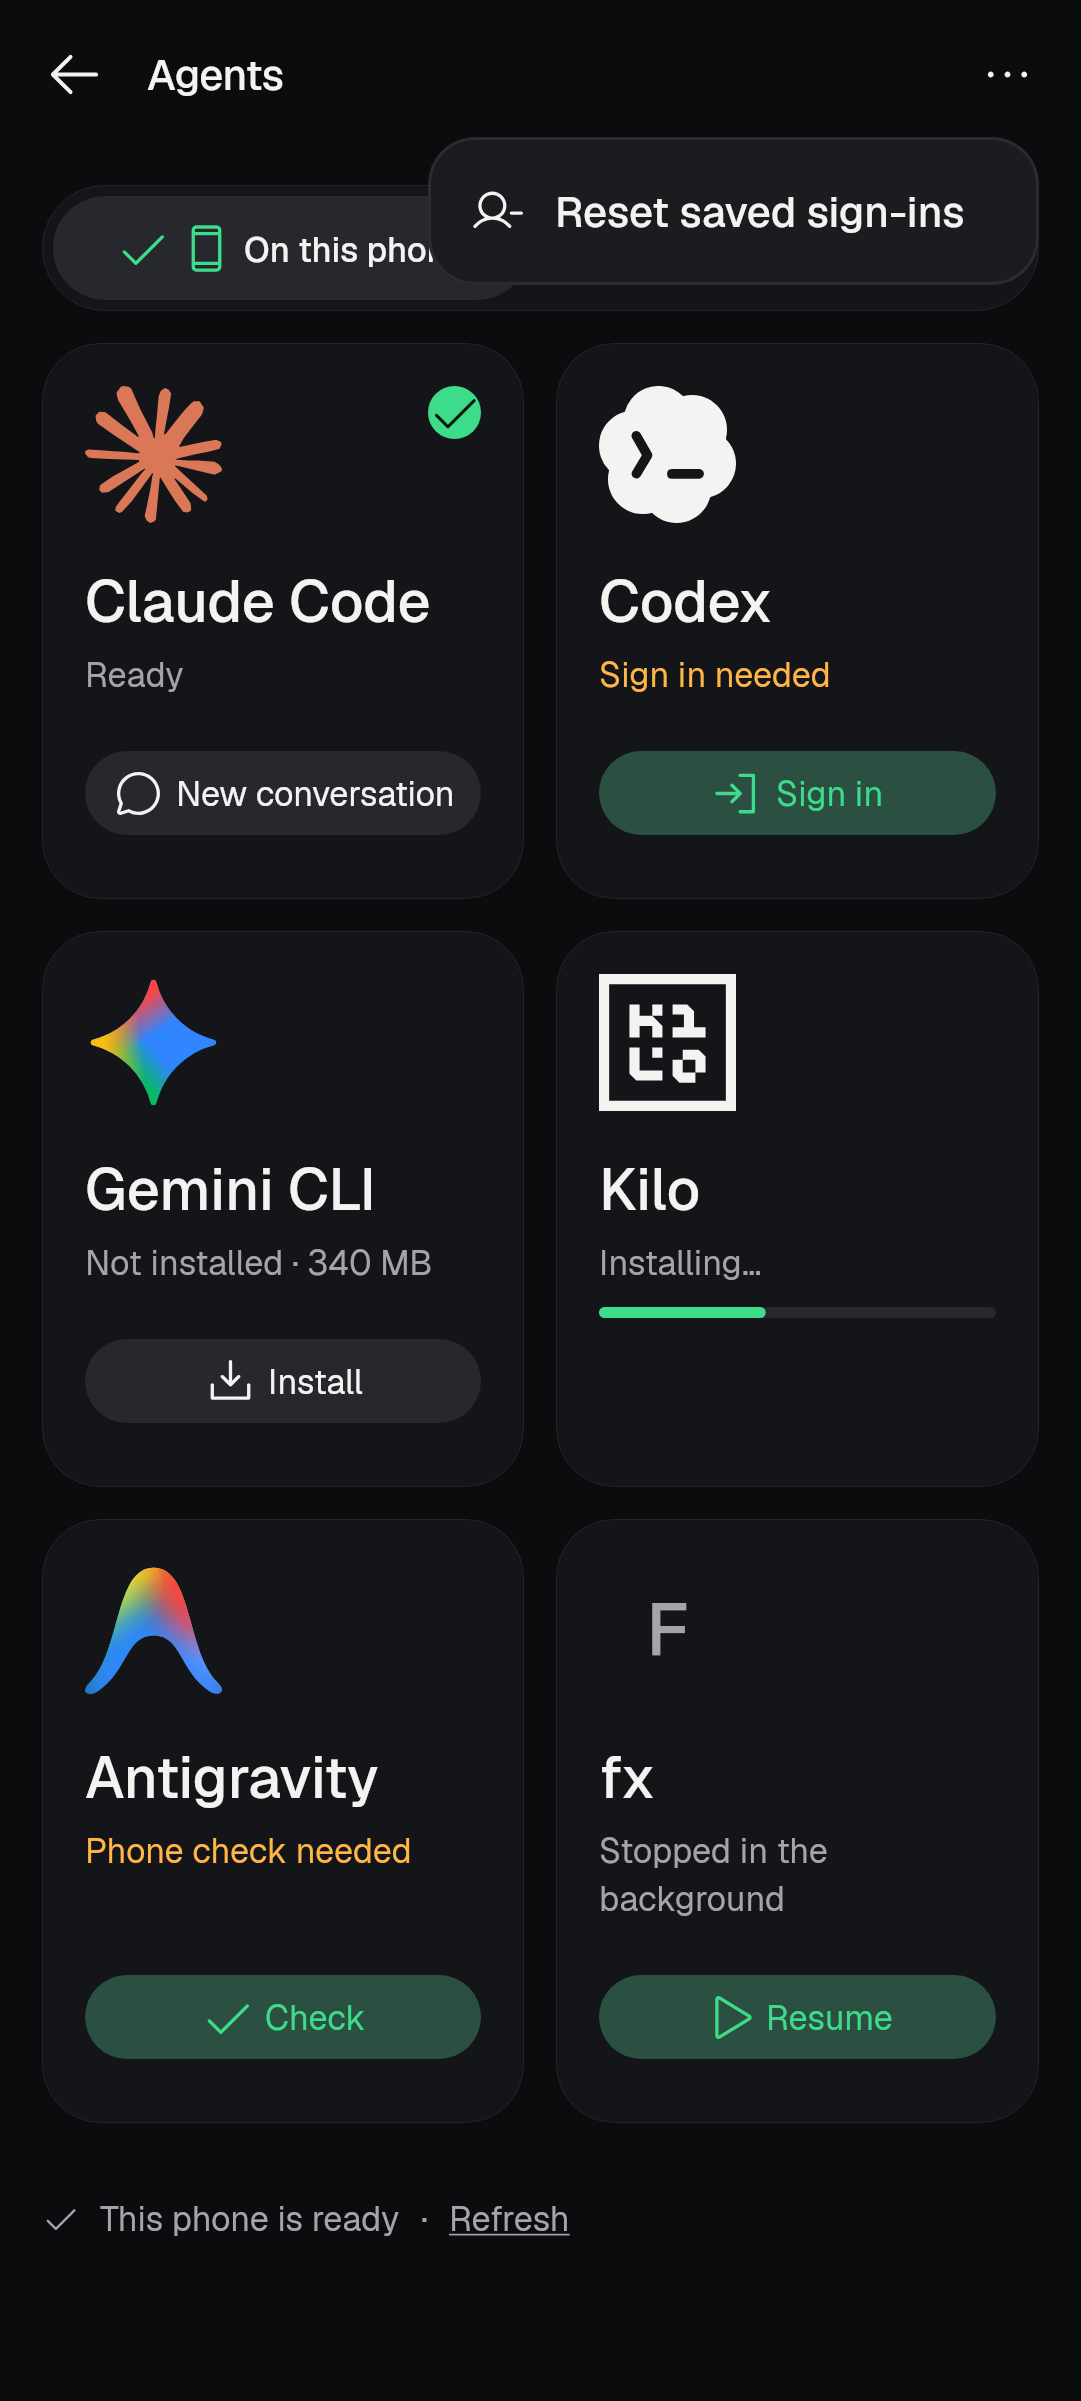 Agents
Reset saved sign-ins
On this phon
Claude Code
Ready
New conversation
Codex
Sign in needed
Sign in
Gemini CLI
Not installed · 340 MB
Install
Kilo
Installing…
Antigravity
Phone check needed
Check
F
fx
Stopped in the
background
Resume
This phone is ready · Refresh